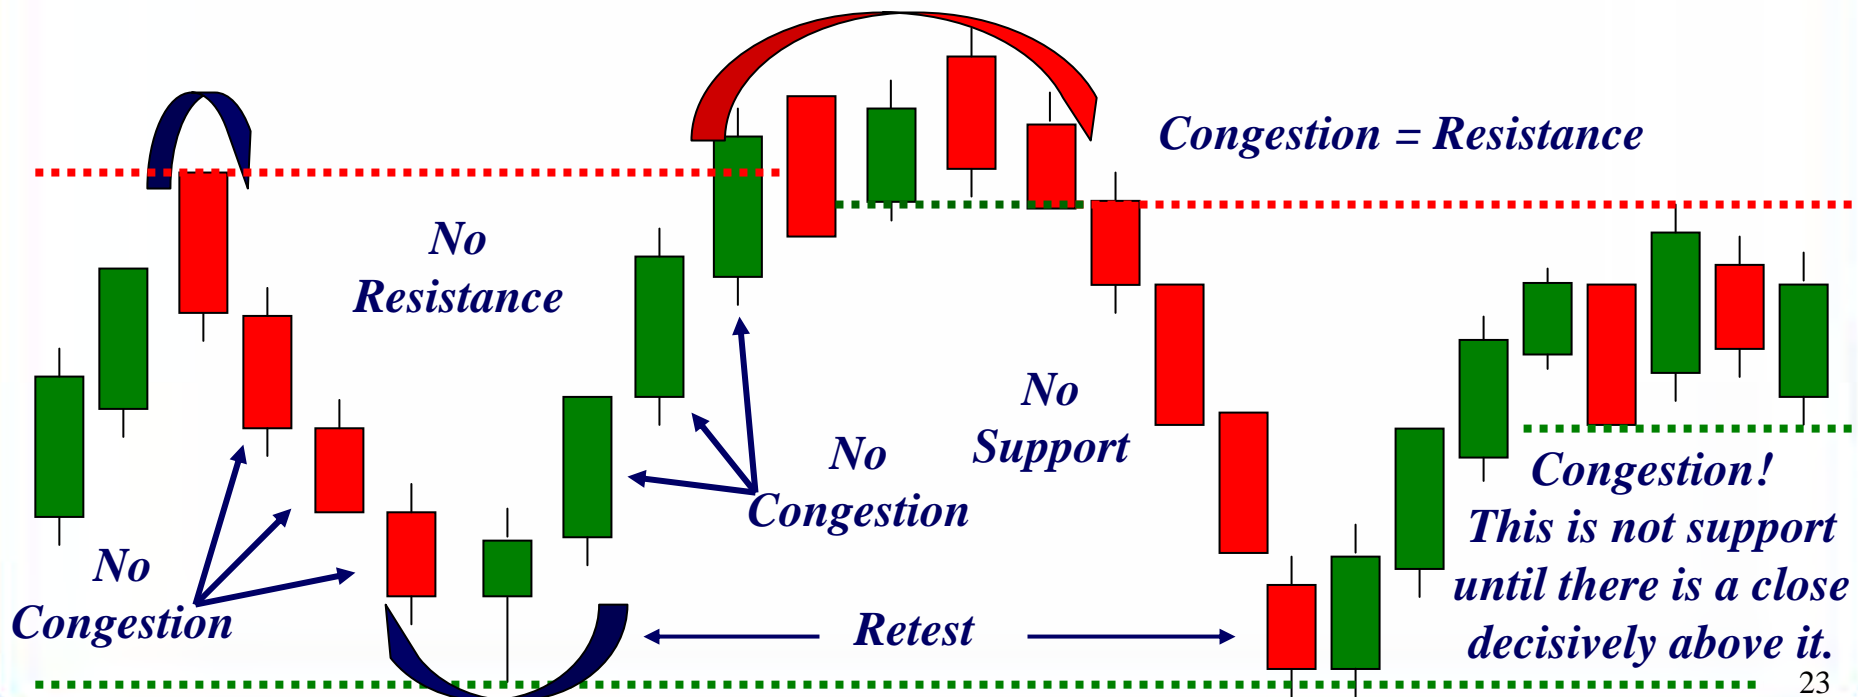 Congestion = Resistance
No
Resistance
No
Support
No
Congestion
No
Congestion
Retest
Congestion!
This is not support
until there is a close
decisively above it.
23